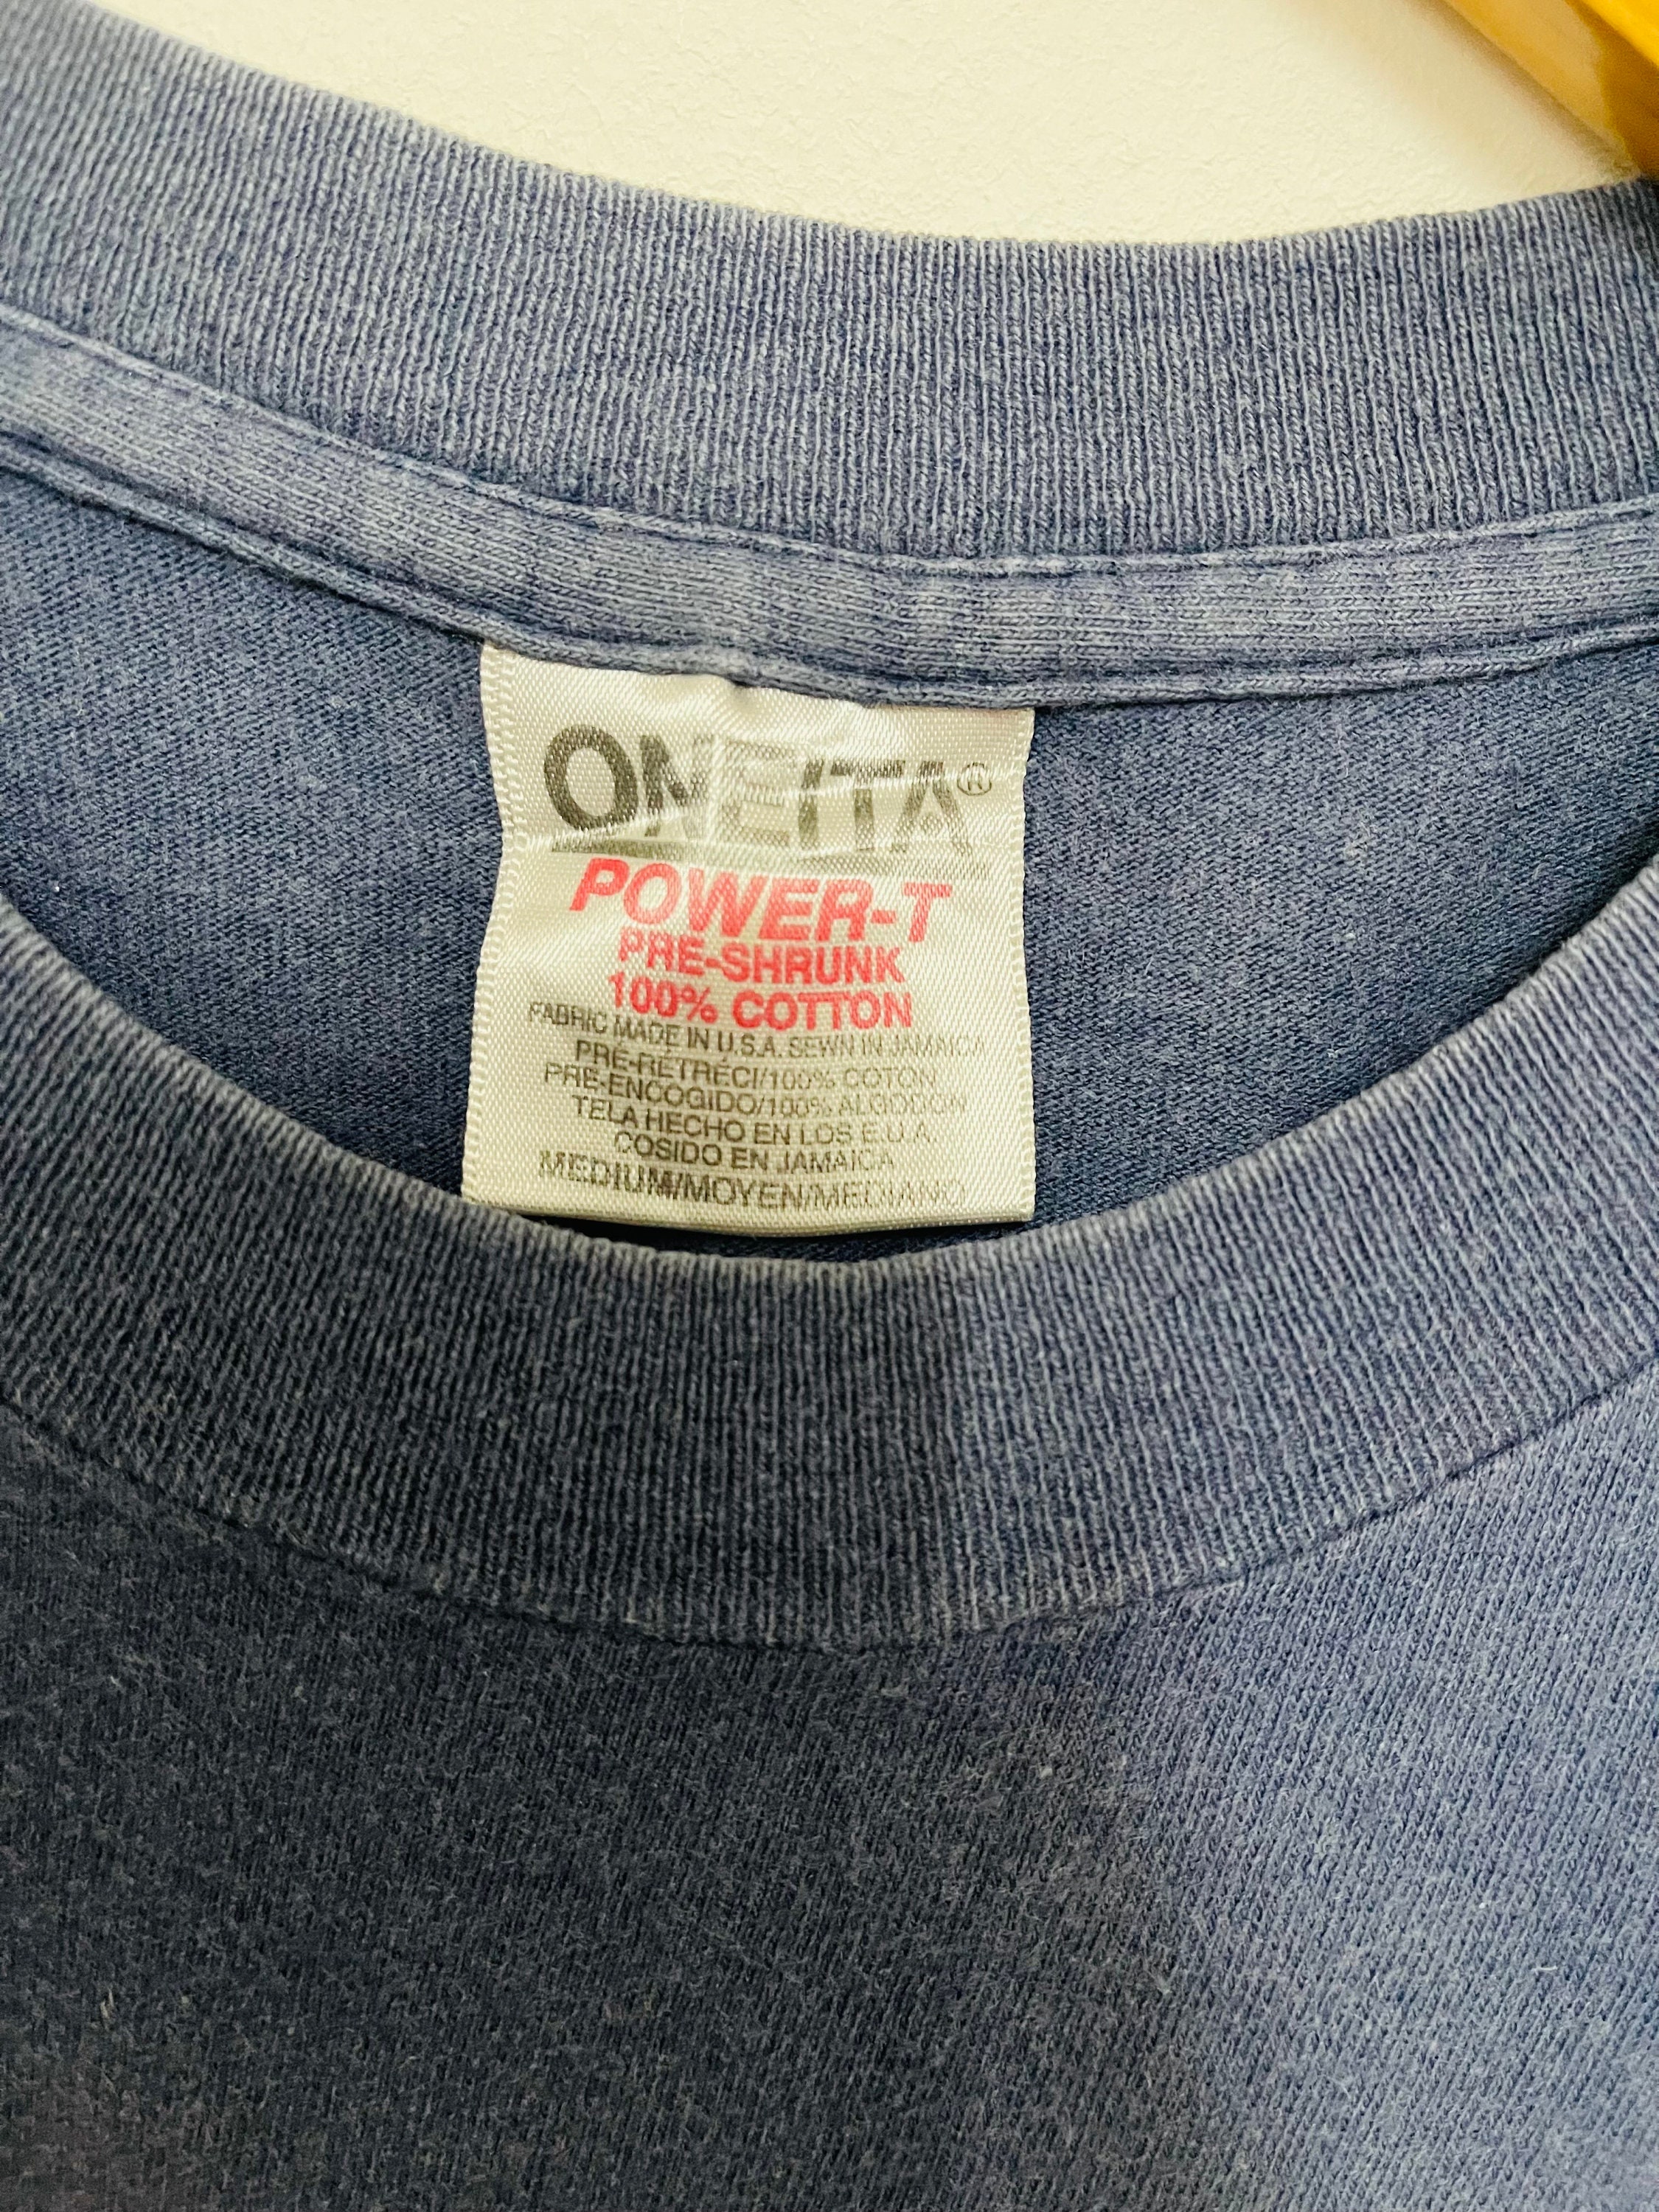 ONEITA®
POWER-T
PRE-SHRUNK
100% COTTON
FABRIC MADE IN U.S.A. SEWN IN JAMAICA
PRÉ-RÉTRÉCI/100% COTON
PRE-ENCOGIDO/100% ALGODON
TELA HECHO EN LOS E.U.A.
COSIDO EN JAMAICA
MEDIUM/MOYEN/MEDIANO